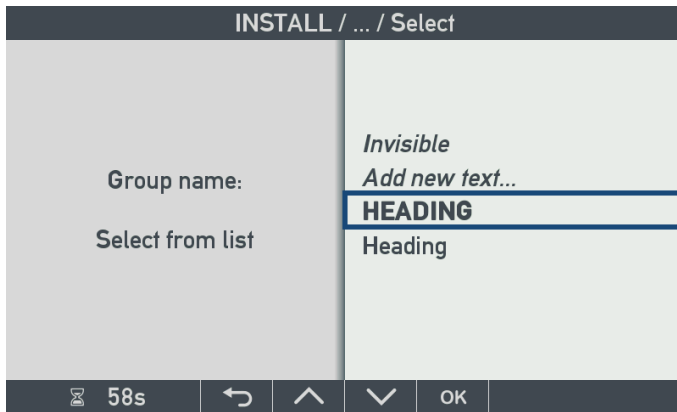 INSTALL / ... / Select
Group name:
Select from list
Invisible
Add new text...
HEADING
Heading
58s
OK